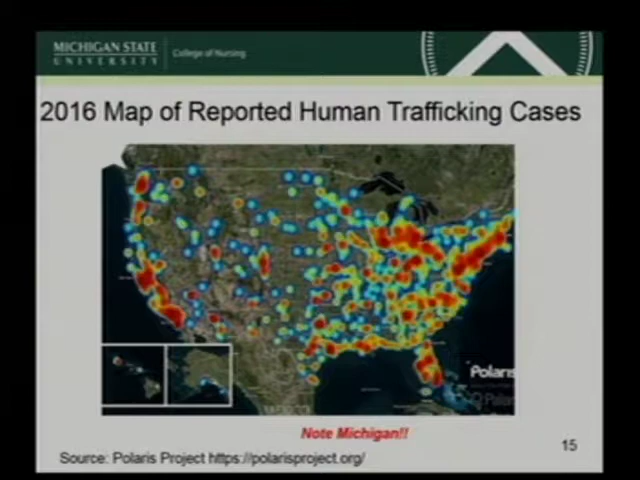 MICHIGAN STATE
UNIVERSITY
College of Nursing
2016 Map of Reported Human Trafficking Cases
Polaris
Note Michigan!!
15
Source: Polaris Project https://polarisproject.org/